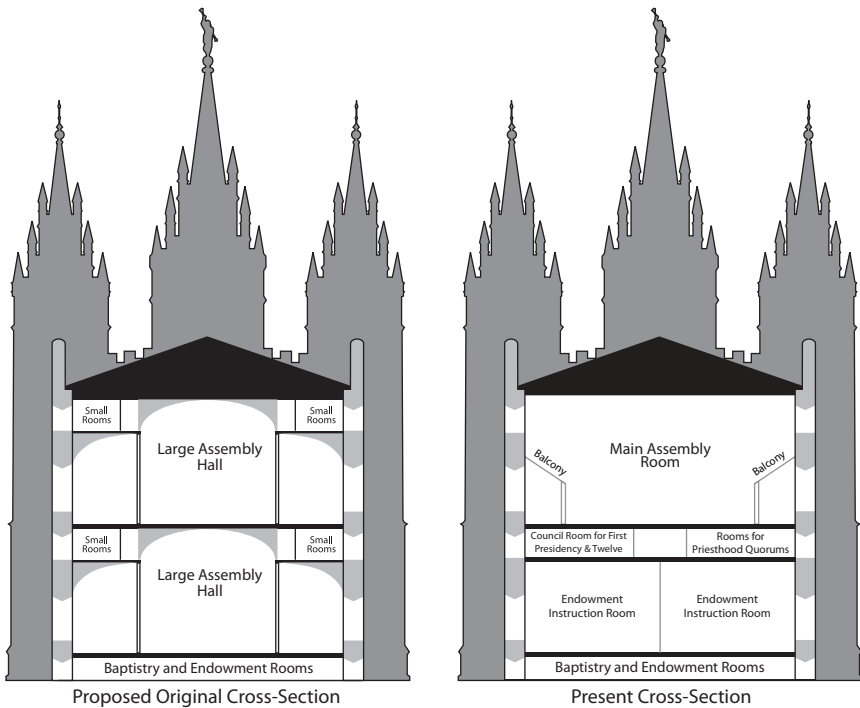 Small
Rooms
Small
Rooms
Large Assembly
Hall
Small
Rooms
Small
Rooms
Large Assembly
Hall
Baptistry and Endowment Rooms
Proposed Original Cross-Section
Main Assembly
Room
Balcony
Balcony
Council Room for First
Presidency & Twelve
Rooms for
Priesthood Quorums
Endowment
Instruction Room
Endowment
Instruction Room
Baptistry and Endowment Rooms
Present Cross-Section